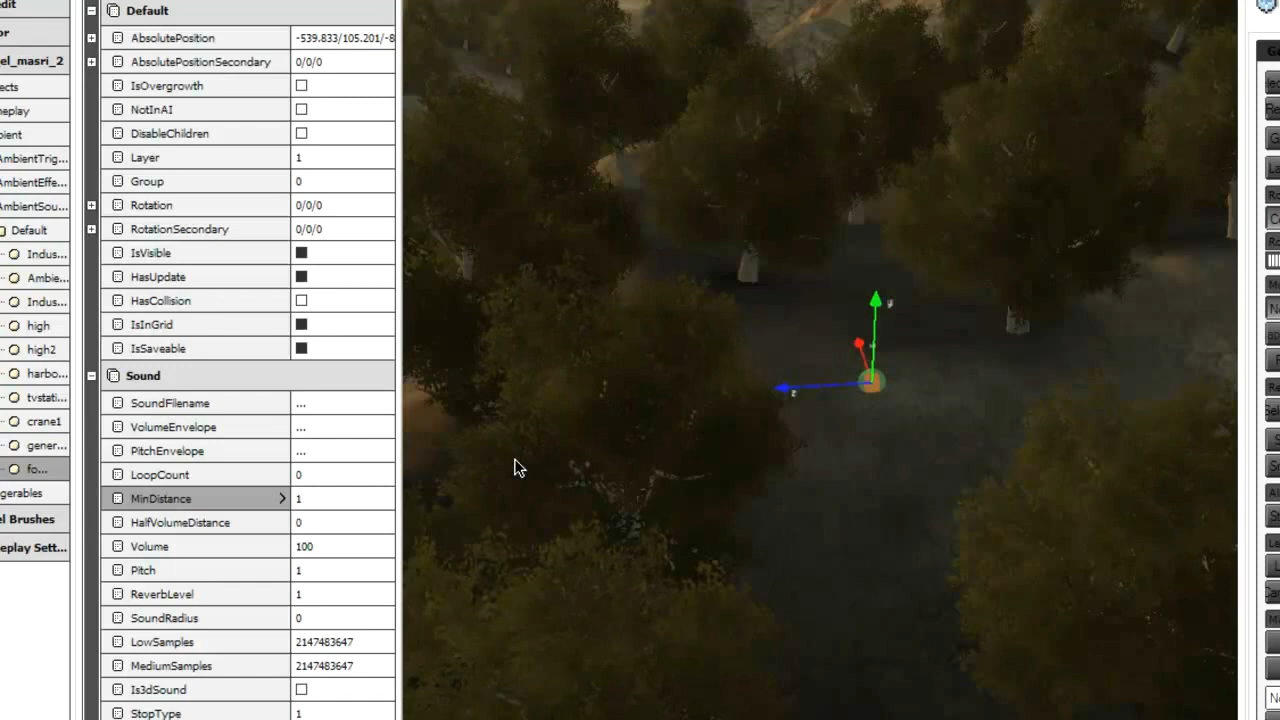 edit
or
el_masri_2
ects
neplay
pient
AmbientTrig...
AmbientEffe...
AmbientSou...
Default
Indus...
Ambie...
Indus...
high
high2
harbo...
tvstati...
crane1
gener...
fo...
gerables
el Brushes
eplay Sett...
Default
AbsolutePosition -539.833/105.201/-8
AbsolutePositionSecondary 0/0/0
IsOvergrowth
NotInAI
DisableChildren
Layer 1
Group 0
Rotation 0/0/0
RotationSecondary 0/0/0
IsVisible
HasUpdate
HasCollision
IsInGrid
IsSaveable
Sound
SoundFilename ...
VolumeEnvelope ...
PitchEnvelope ...
LoopCount 0
MinDistance > 1
HalfVolumeDistance 0
Volume 100
Pitch 1
ReverbLevel 1
SoundRadius 0
LowSamples 2147483647
MediumSamples 2147483647
Is3dSound
StopType 1
z